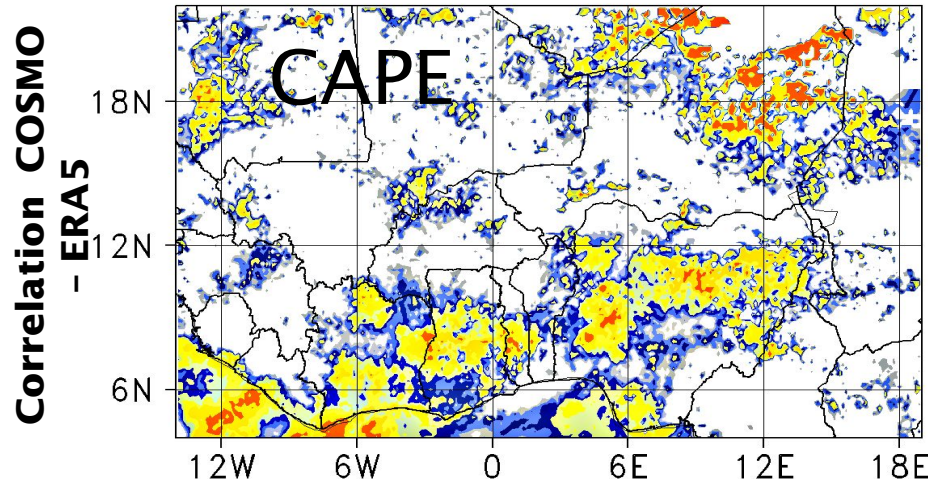 Correlation COSMO
– ERA5
CAPE
18N
12N
6N
12W 6W 0 6E 12E 18E